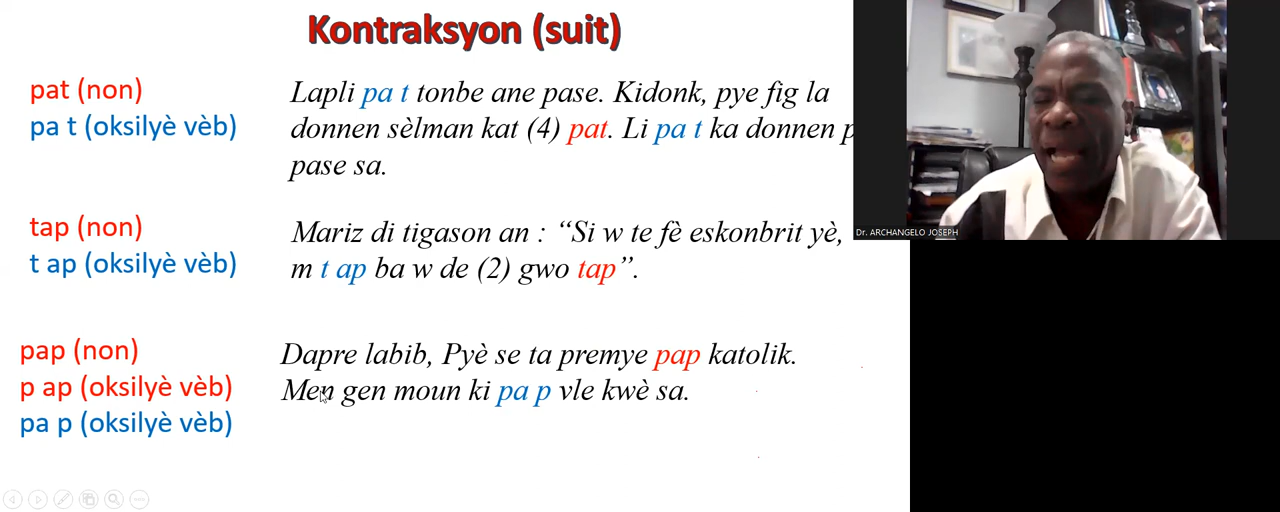 Kontraksyon (suit)
pat (non)
pa t (oksilyè vèb)
Lapli pa t tonbe ane pase. Kidonk, pye fig la
donnen sèlman kat (4) pat. Li pa t ka donnen
pase sa.
tap (non)
t ap (oksilyè vèb)
Mariz di tigason an : “Si w te fè eskonbrit yè,
m t ap ba w de (2) gwo tap”.
pap (non)
p ap (oksilyè vèb)
pa p (oksilyè vèb)
Dapre labib, Pyè se ta premye pap katolik.
Men gen moun ki pa p vle kwè sa.
Dr. ARCHANGELO JOSEPH